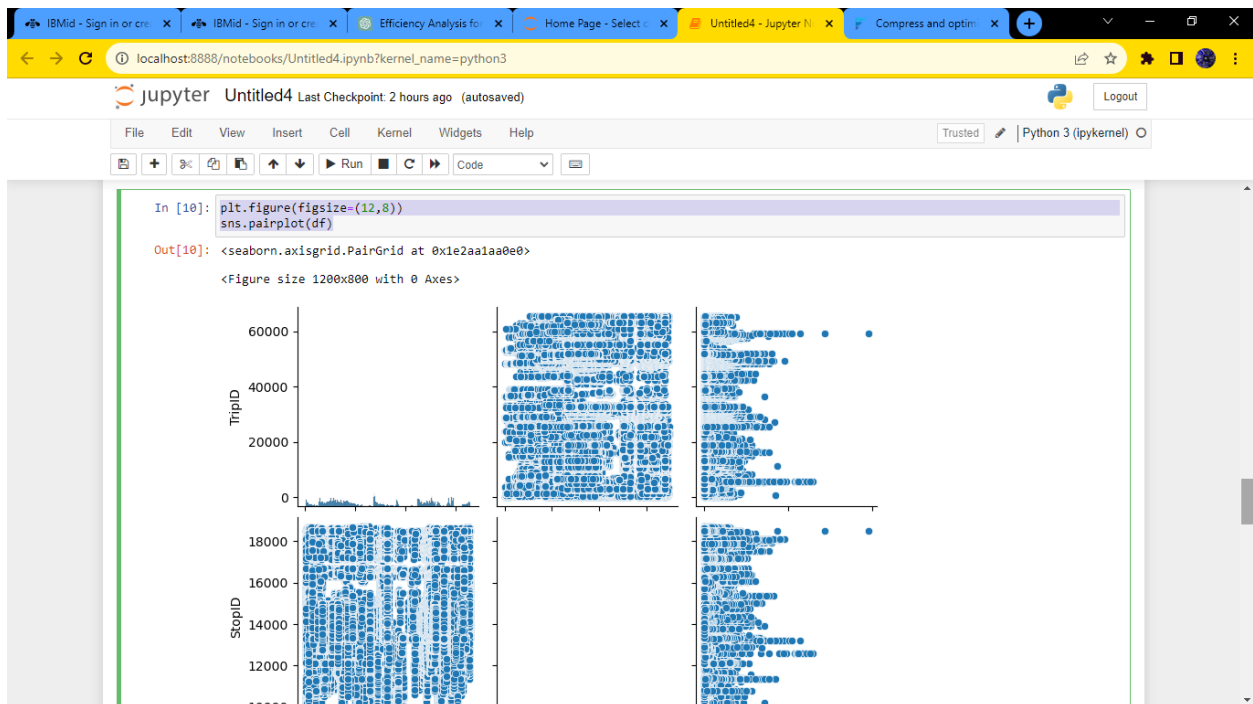 IBMid - Sign in or cre
IBMid - Sign in or cre
Efficiency Analysis for
Home Page - Select o
Untitled4 - Jupyter N
Compress and optim
localhost:8888/notebooks/Untitled4.ipynb?kernel_name=python3
jupyter Untitled4 Last Checkpoint: 2 hours ago (autosaved)
Logout
File Edit View Insert Cell Kernel Widgets Help
Trusted
Python 3 (ipykernel)
Run
Code
In [10]: plt.figure(figsize=(12,8))
sns.pairplot(df)
Out[10]: <seaborn.axisgrid.PairGrid at 0x1e2aa1aa0e0>
<Figure size 1200x800 with 0 Axes>
60000
40000
TripID
20000
0
18000
16000
StopID
14000
12000